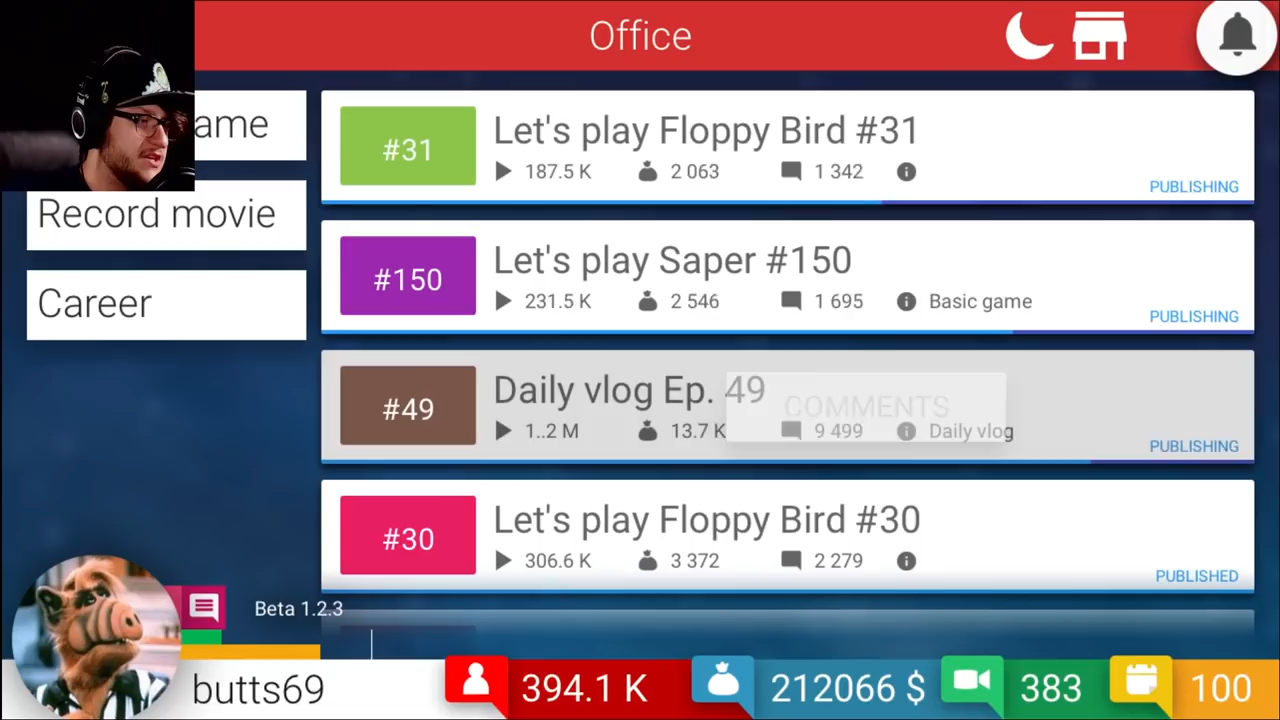 Office
ame
Record movie
Career
#31
Let's play Floppy Bird #31
187.5 K 2 063 1 342
PUBLISHING
#150
Let's play Saper #150
231.5 K 2 546 1 695 Basic game
PUBLISHING
#49
Daily vlog Ep. 49
COMMENTS
1..2 M 13.7 K 9 499 Daily vlog
PUBLISHING
#30
Let's play Floppy Bird #30
306.6 K 3 372 2 279
PUBLISHED
Beta 1.2.3
butts69
394.1 K
212066 $
383
100